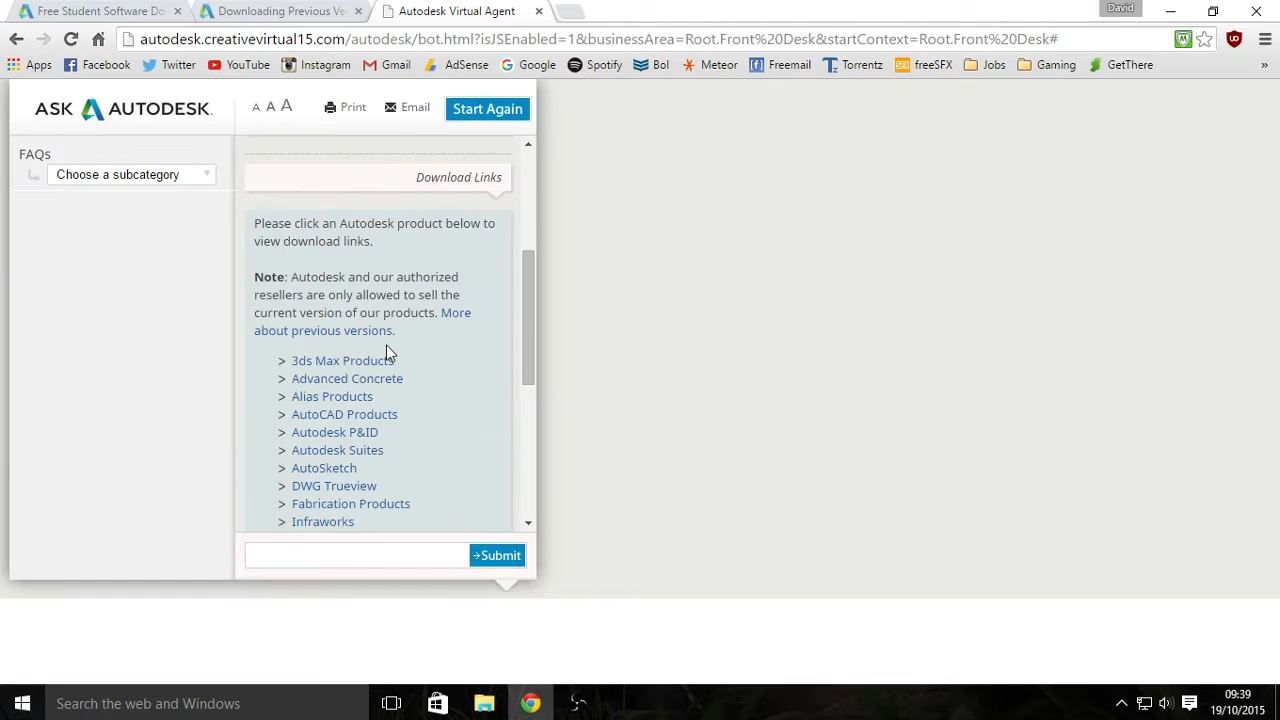 Free Student Software Do
Downloading Previous Ve
Autodesk Virtual Agent
David
autodesk.creativevirtual15.com/autodesk/bot.html?isJSEnabled=1&businessArea=Root.Front%20Desk&startContext=Root.Front%20Desk#
Apps
Facebook
Twitter
YouTube
Instagram
Gmail
AdSense
Google
Spotify
Bol
Meteor
Freemail
Torrentz
SFX freeSFX
Jobs
Gaming
GetThere
»
ASK AUTODESK.
A A A
Print
Email
Start Again
FAQs
Choose a subcategory
Download Links
Please click an Autodesk product below to
view download links.
Note: Autodesk and our authorized
resellers are only allowed to sell the
current version of our products. More
about previous versions.
> 3ds Max Products
> Advanced Concrete
> Alias Products
> AutoCAD Products
> Autodesk P&ID
> Autodesk Suites
> AutoSketch
> DWG Trueview
> Fabrication Products
> Infraworks
Submit
Search the web and Windows
09:39
19/10/2015